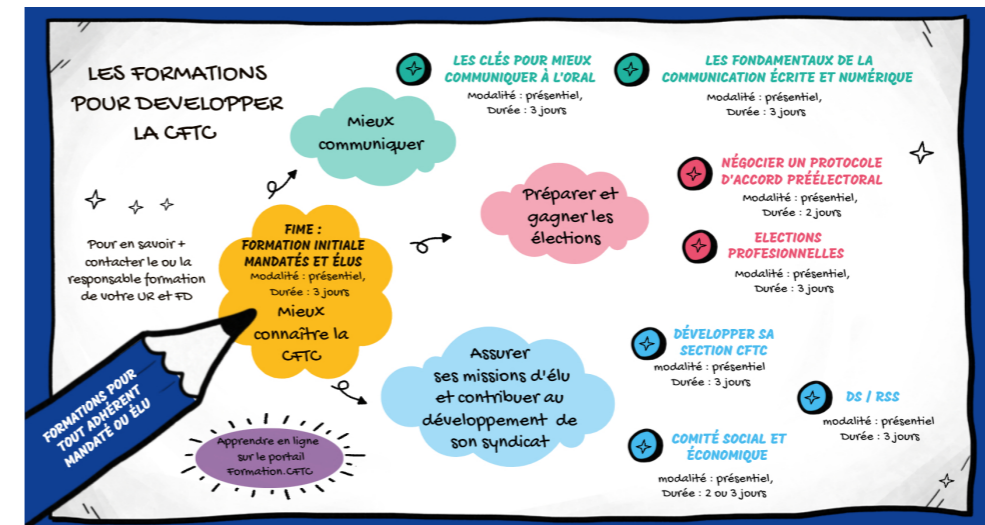 LES FORMATIONS
POUR DEVELOPPER
LA CFTC
Pour en savoir +
contacter le ou la
responsable formation
de votre UR et FD
FORMATIONS POUR
TOUT ADHÉRENT
MANDATÉ OU ÉLU
FIME :
FORMATION INITIALE
MANDATÉS ET ÉLUS
Modalité : présentiel,
Durée : 3 jours
Mieux
connaître la
CFTC
Apprendre en ligne
sur le portail
Formation.CFTC
Mieux
communiquer
LES CLÉS POUR MIEUX
COMMUNIQUER À L'ORAL
Modalité : présentiel,
Durée : 3 jours
LES FONDAMENTAUX DE LA
COMMUNICATION ÉCRITE ET NUMÉRIQUE
Modalité : présentiel,
Durée : 3 jours
Préparer et
gagner les
élections
NÉGOCIER UN PROTOCOLE
D'ACCORD PRÉÉLECTORAL
Modalité : présentiel,
Durée : 2 jours
ELECTIONS
PROFESIONNELLES
Modalité : présentiel,
Durée : 3 jours
Assurer
ses missions d'élu
et contribuer au
développement de
son syndicat
DÉVELOPPER SA
SECTION CFTC
modalité : présentiel
Durée : 3 jours
DS / RSS
modalité : présentiel
Durée : 3 jours
COMITÉ SOCIAL ET
ÉCONOMIQUE
modalité : présentiel,
Durée : 2 ou 3 jours